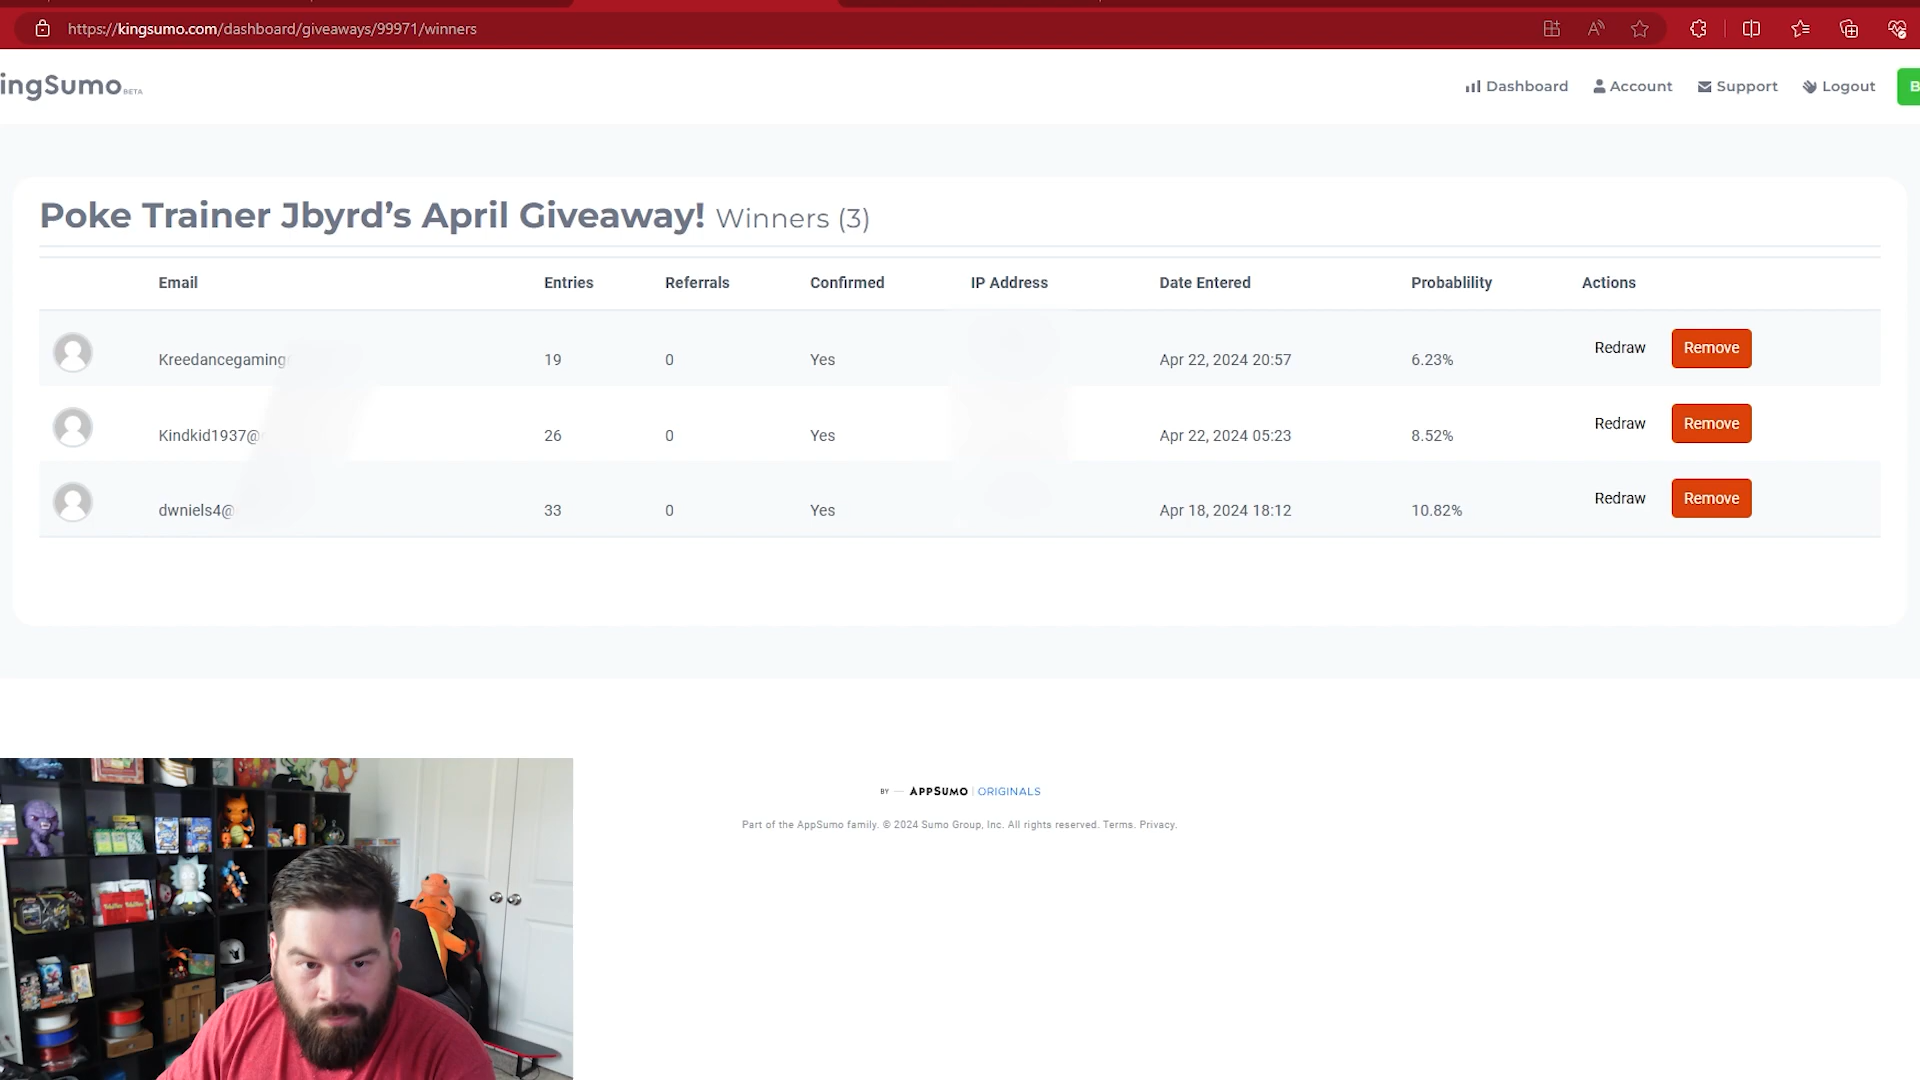 https://kingsumo.com/dashboard/giveaways/99971/winners
ingSumo BETA
Dashboard Account Support Logout B
Poke Trainer Jbyrd’s April Giveaway! Winners (3)
Email Entries Referrals Confirmed IP Address Date Entered Probablility Actions
Kreedancegaming 19 0 Yes Apr 22, 2024 20:57 6.23% Redraw Remove
Kindkid1937@ 26 0 Yes Apr 22, 2024 05:23 8.52% Redraw Remove
dwniels4@ 33 0 Yes Apr 18, 2024 18:12 10.82% Redraw Remove
BY — APPSUMO | ORIGINALS
Part of the AppSumo family. © 2024 Sumo Group, Inc. All rights reserved. Terms. Privacy.